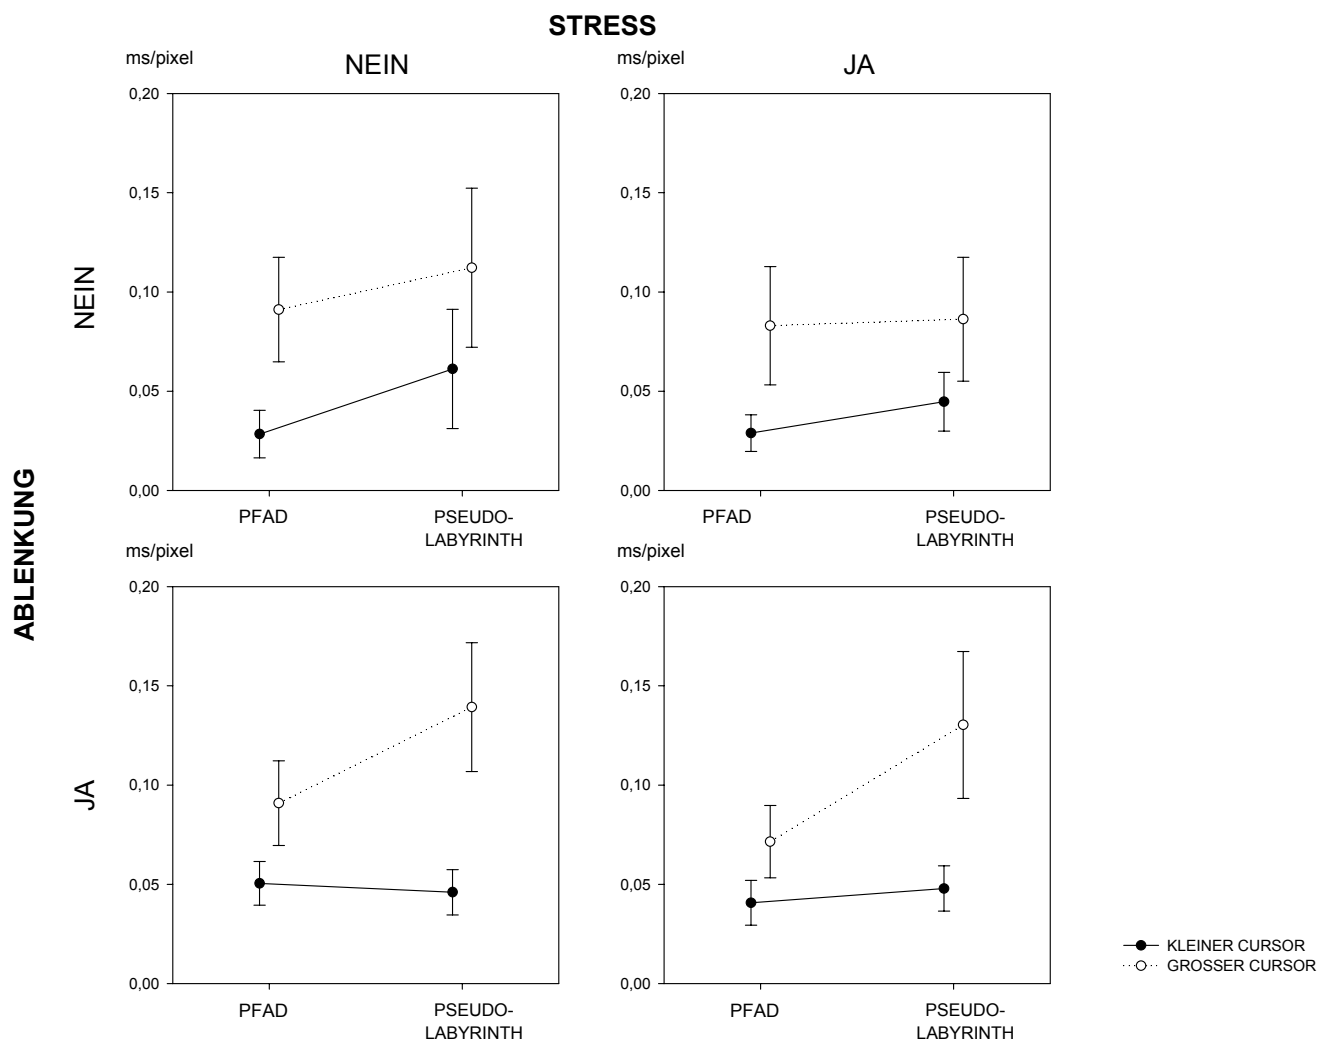 STRESS
ms/pixel
NEIN
ms/pixel
JA
0,20
0,15
0,10
0,05
0,00
0,20
0,15
0,10
0,05
0,00
NEIN
PFAD
PSEUDO-
LABYRINTH
PFAD
PSEUDO-
LABYRINTH
ABLENKUNG
ms/pixel
ms/pixel
0,20
0,15
0,10
0,05
0,00
0,20
0,15
0,10
0,05
0,00
JA
PFAD
PSEUDO-
LABYRINTH
PFAD
PSEUDO-
LABYRINTH
KLEINER CURSOR
GROSSER CURSOR